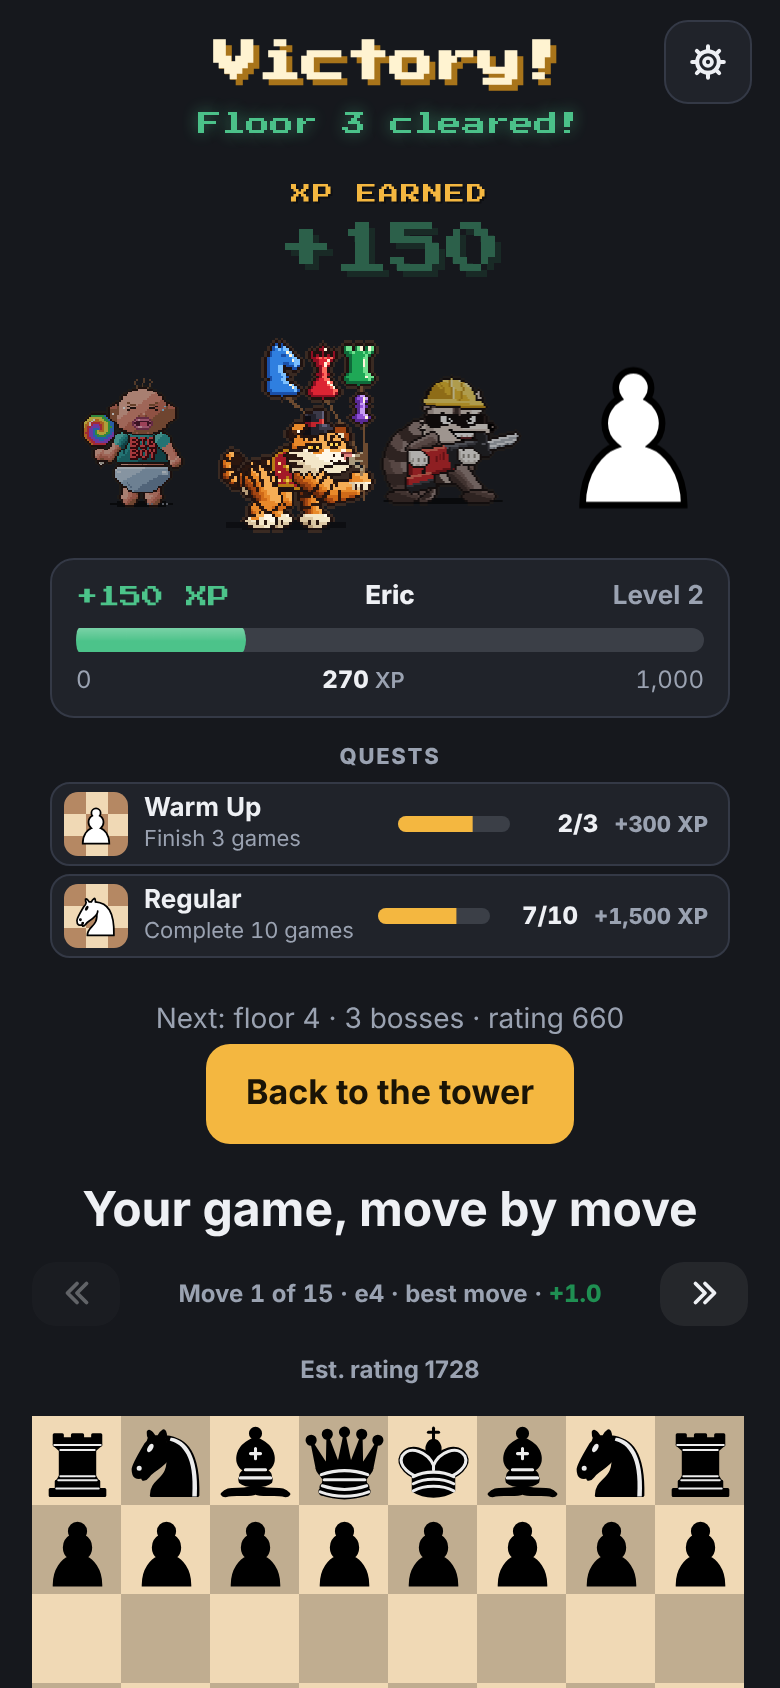 Victory!
Floor 3 cleared!
XP EARNED
+150
BIG
BOY
+150 XP Eric Level 2
0 270 XP 1,000
QUESTS
Warm Up
Finish 3 games
2/3 +300 XP
Regular
Complete 10 games
7/10 +1,500 XP
Next: floor 4 · 3 bosses · rating 660
Back to the tower
Your game, move by move
Move 1 of 15 · e4 · best move · +1.0
Est. rating 1728